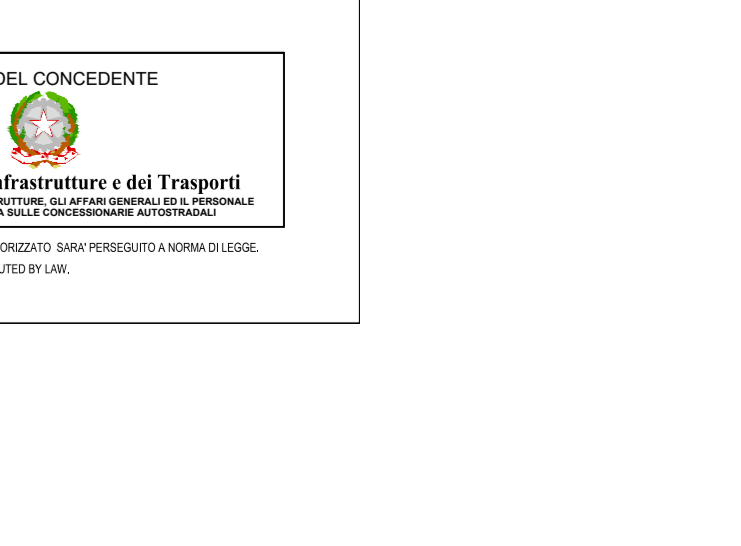 DEL CONCEDENTE
nfrastrutture e dei Trasporti
RUTTURE, GLI AFFARI GENERALI ED IL PERSONALE
A SULLE CONCESSIONARIE AUTOSTRADALI
ORIZZATO SARA' PERSEGUITO A NORMA DI LEGGE.
UTED BY LAW.